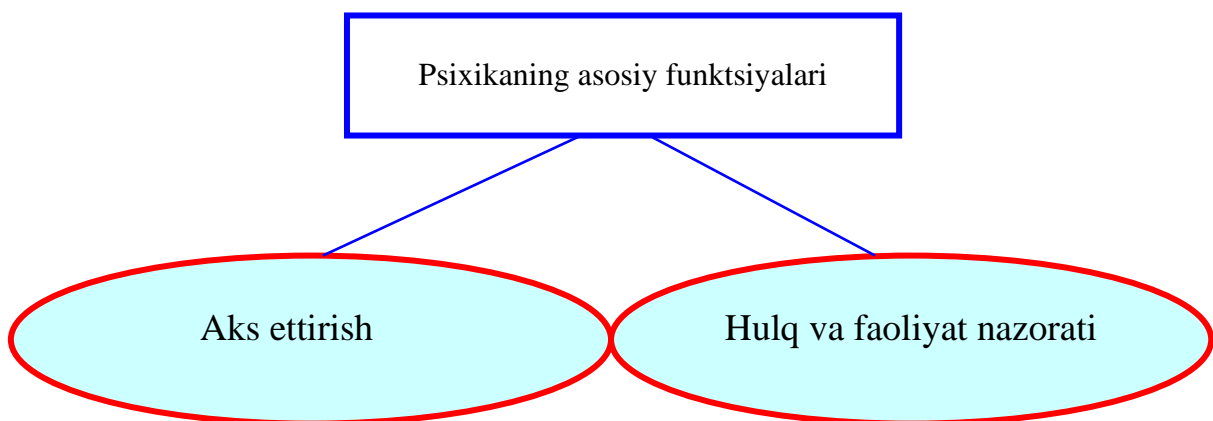 Psixikaning asosiy funktsiyalari
Aks ettirish
Hulq va faoliyat nazorati